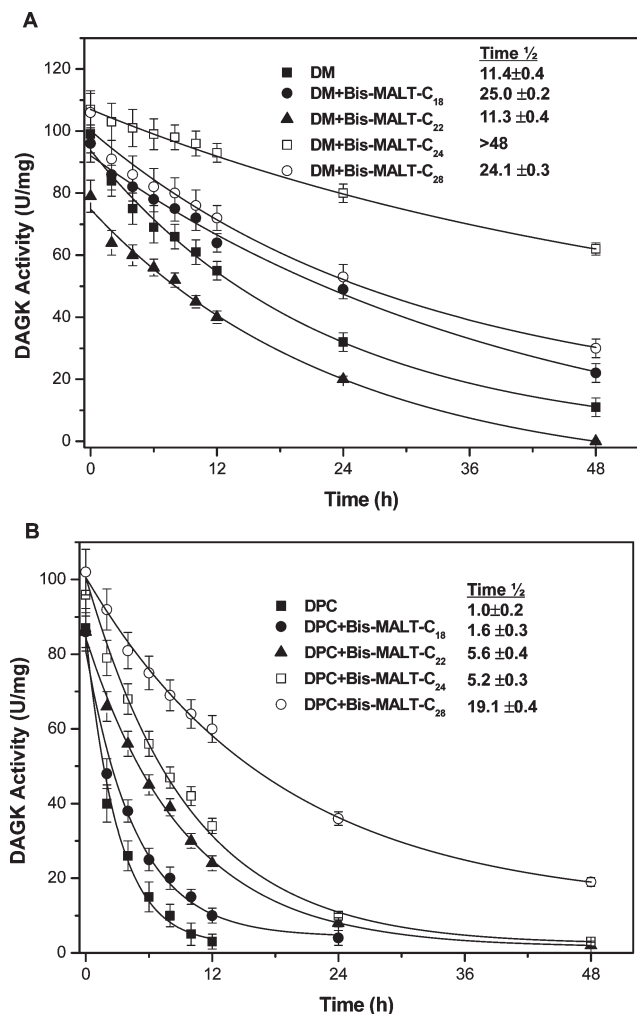 A
Time ½
DM 11.4±0.4
DM+Bis-MALT-C18 25.0 ±0.2
DM+Bis-MALT-C22 11.3 ±0.4
DM+Bis-MALT-C24 >48
DM+Bis-MALT-C28 24.1 ±0.3
DAGK Activity (U/mg)
120
100
80
60
40
20
0
0 12 24 36 48
Time (h)
B
Time ½
DPC 1.0±0.2
DPC+Bis-MALT-C18 1.6 ±0.3
DPC+Bis-MALT-C22 5.6 ±0.4
DPC+Bis-MALT-C24 5.2 ±0.3
DPC+Bis-MALT-C28 19.1 ±0.4
DAGK Activity (U/mg)
100
80
60
40
20
0
0 12 24 36 48
Time (h)